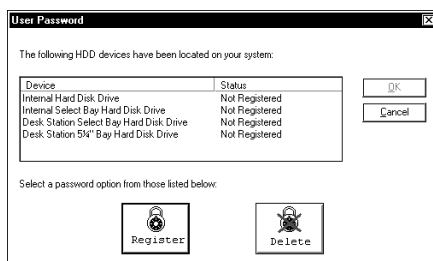 User Password
The following HDD devices have been located on your system:
Device Status
Internal Hard Disk Drive Not Registered
Internal Select Bay Hard Disk Drive Not Registered
Desk Station Select Bay Hard Disk Drive Not Registered
Desk Station 5¼" Bay Hard Disk Drive Not Registered
OK
Cancel
Select a password option from those listed below:
Register Delete